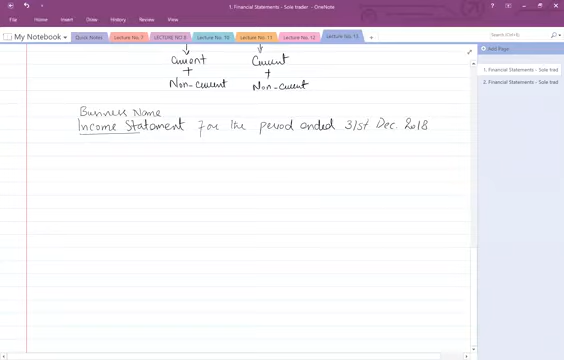 1. Financial Statements - Sole trader - OneNote
File Home Insert Draw History Review View
My Notebook Quick Notes Lecture No. 7 LECTURE NO 8 Lecture No. 10 Lecture No. 11 Lecture No. 12 Lecture No. 13 +
Search (Ctrl+E)
Add Page
1. Financial Statements - Sole trad
2. Financial Statements - Sole trad
Current Current
+ +
Non-current Non-current
Business Name
Income Statement For the period ended 31st Dec. 2018